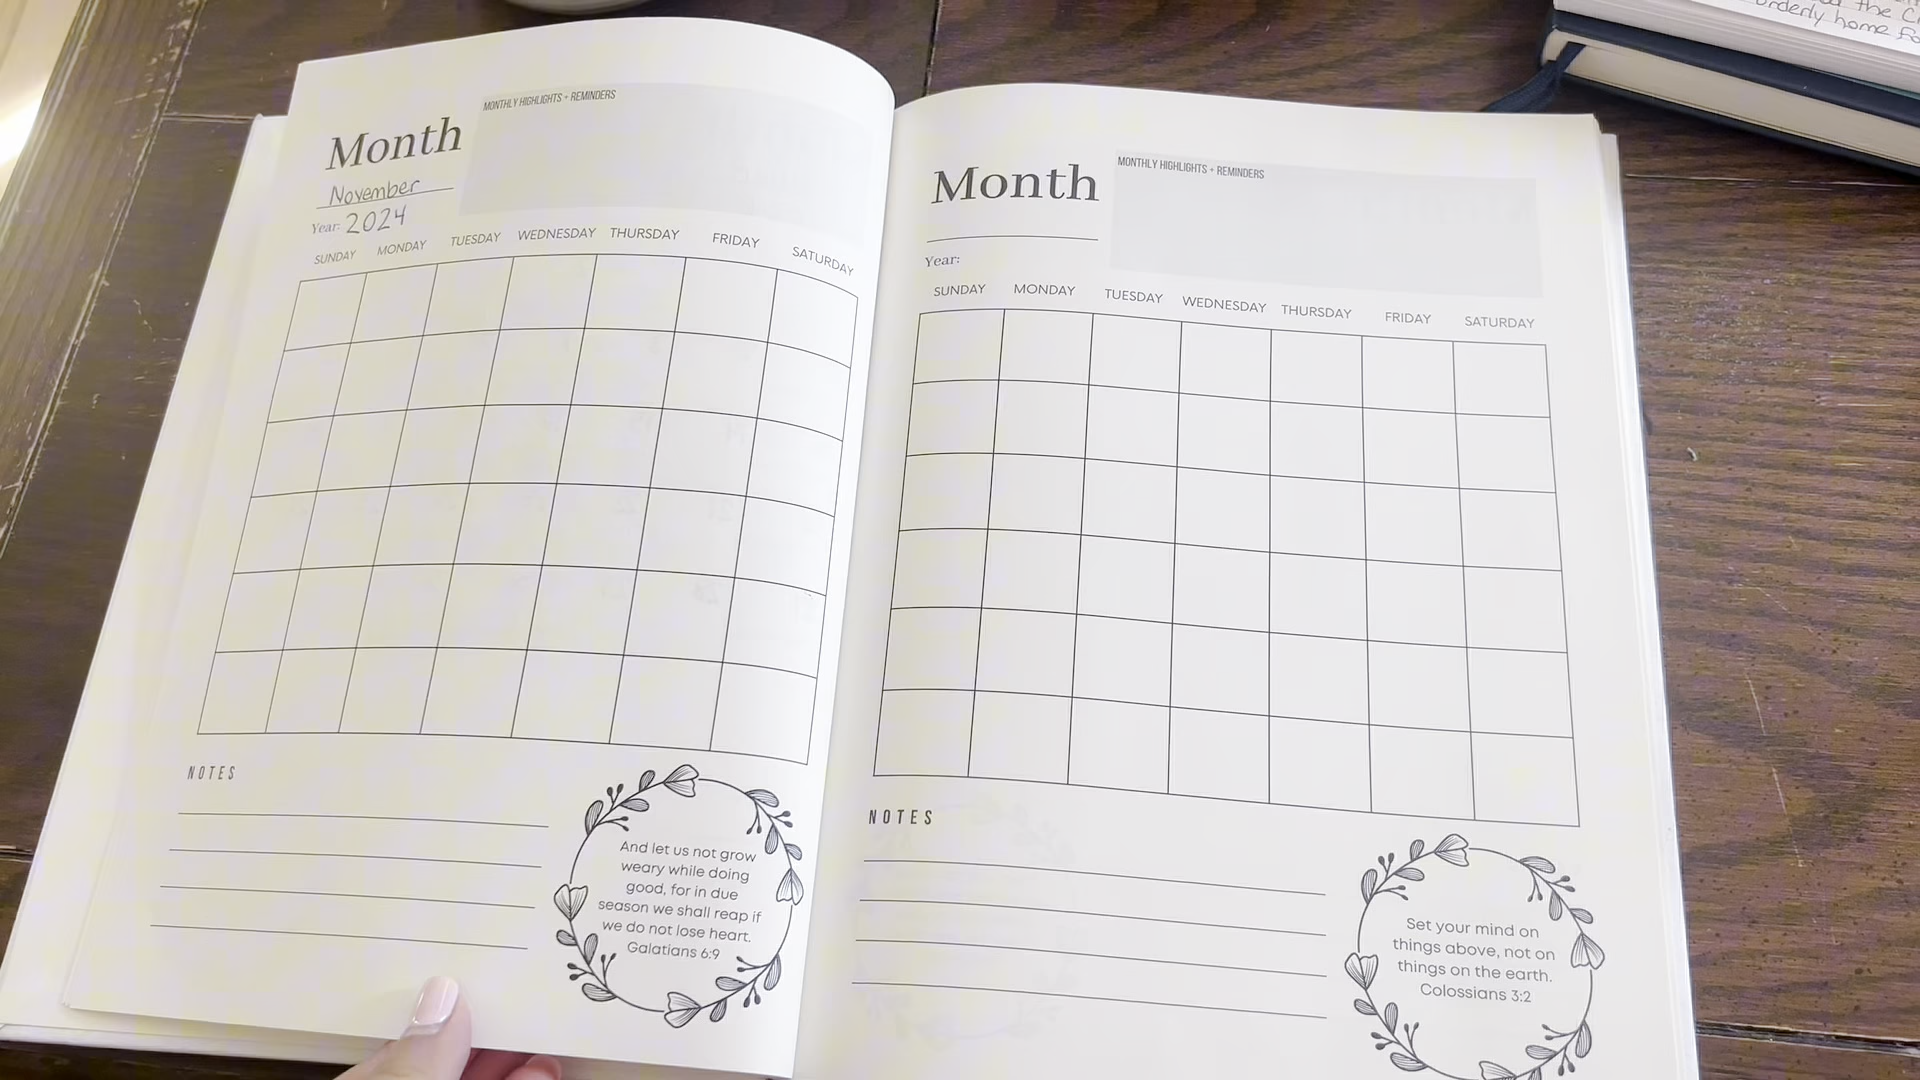 Month
November
Year: 2024
MONTHLY HIGHLIGHTS + REMINDERS
SUNDAY MONDAY TUESDAY WEDNESDAY THURSDAY FRIDAY SATURDAY
NOTES
And let us not grow
weary while doing
good, for in due
season we shall reap if
we do not lose heart.
Galatians 6:9
Month
Year:
MONTHLY HIGHLIGHTS + REMINDERS
SUNDAY MONDAY TUESDAY WEDNESDAY THURSDAY FRIDAY SATURDAY
NOTES
Set your mind on
things above, not on
things on the earth.
Colossians 3:2
the
orderly home